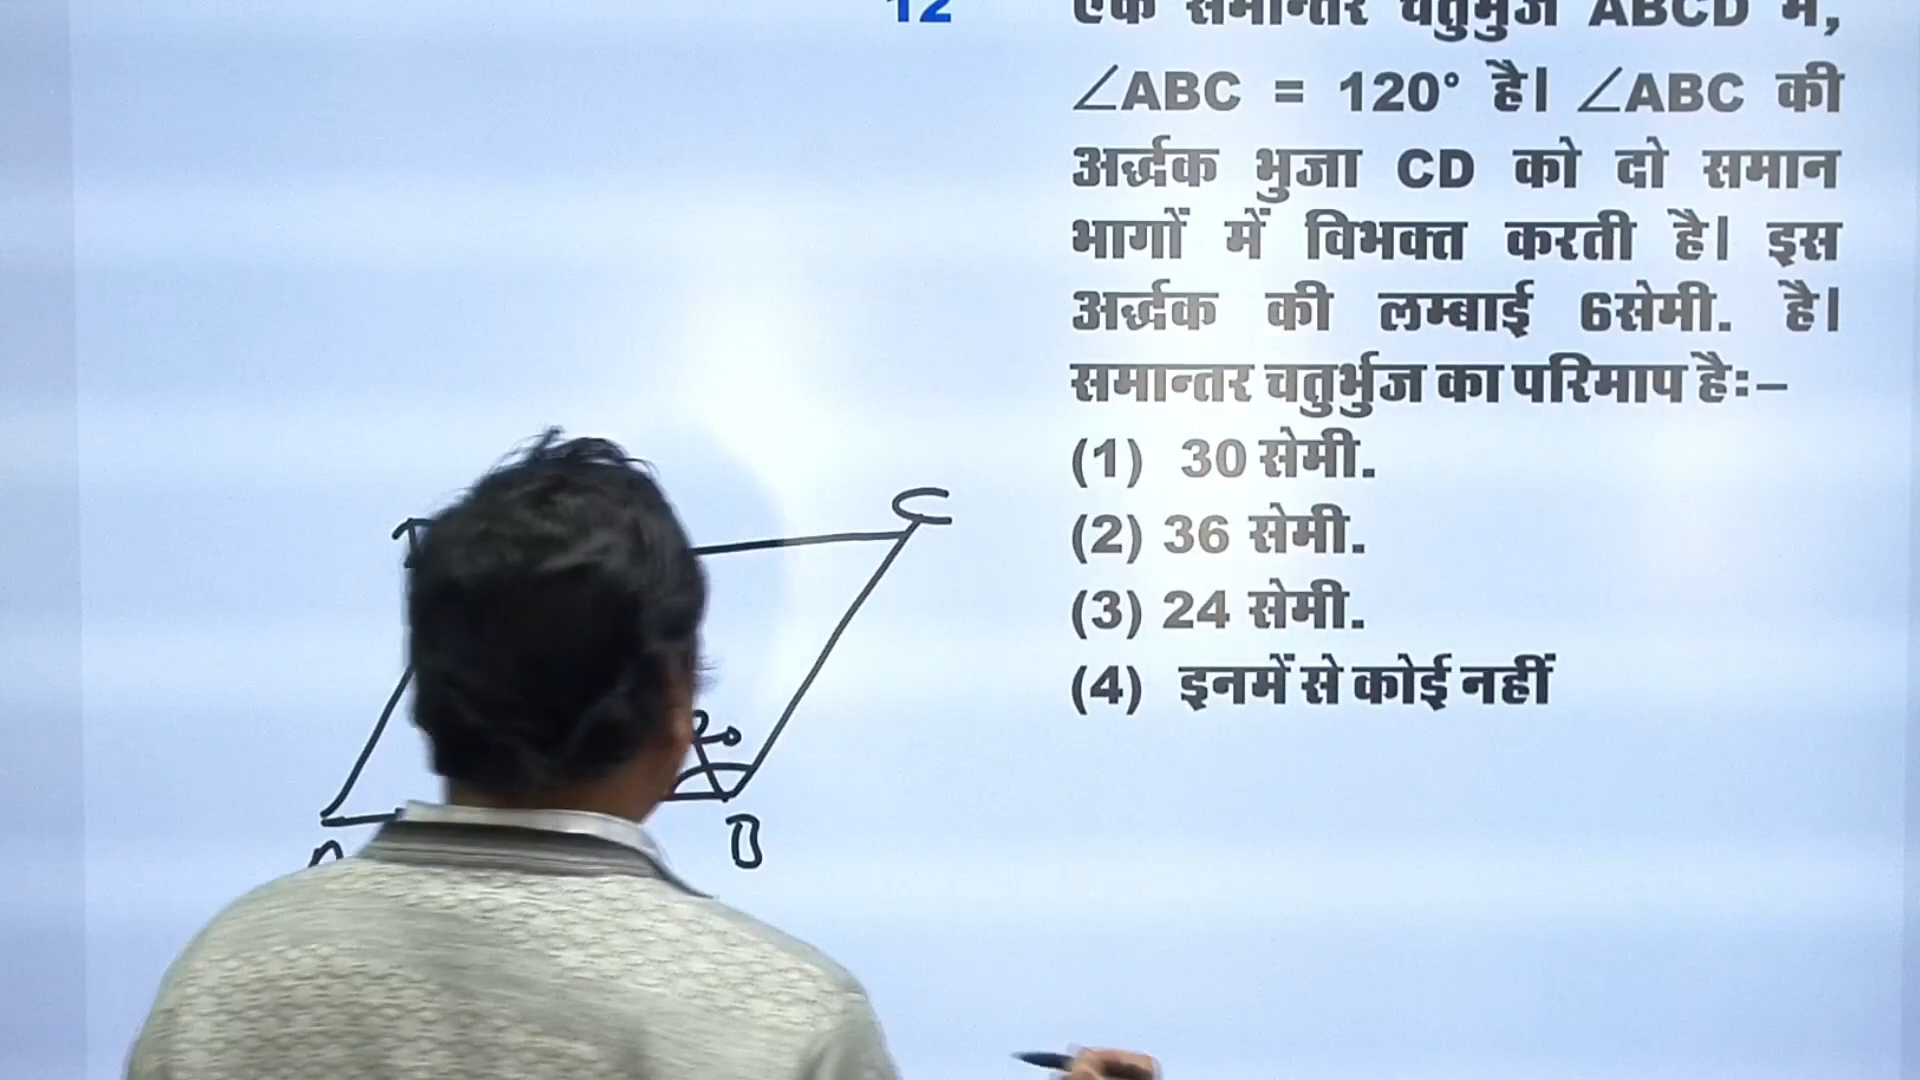 12
एक समान्तर चतुर्भुज ABCD में,
∠ABC = 120° है। ∠ABC की
अर्द्धक भुजा CD को दो समान
भागों में विभक्त करती है। इस
अर्द्धक की लम्बाई 6सेमी. है।
समान्तर चतुर्भुज का परिमाप हैः–
(1) 30 सेमी.
(2) 36 सेमी.
(3) 24 सेमी.
(4) इनमें से कोई नहीं
C
B